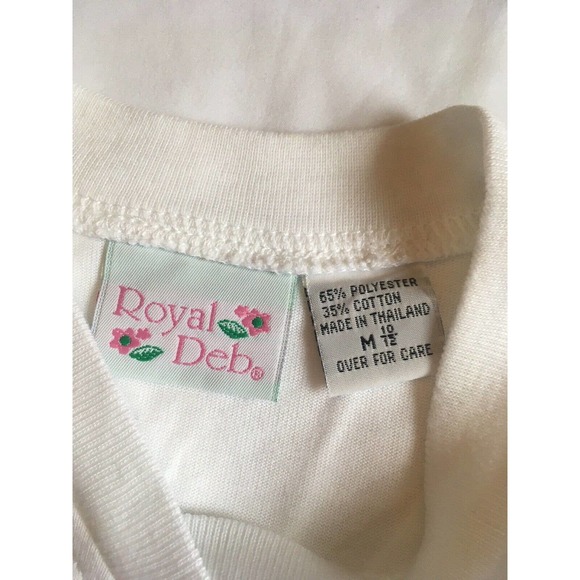 Royal
Deb®
65% POLYESTER
35% COTTON
MADE IN THAILAND
M 10/12
OVER FOR CARE